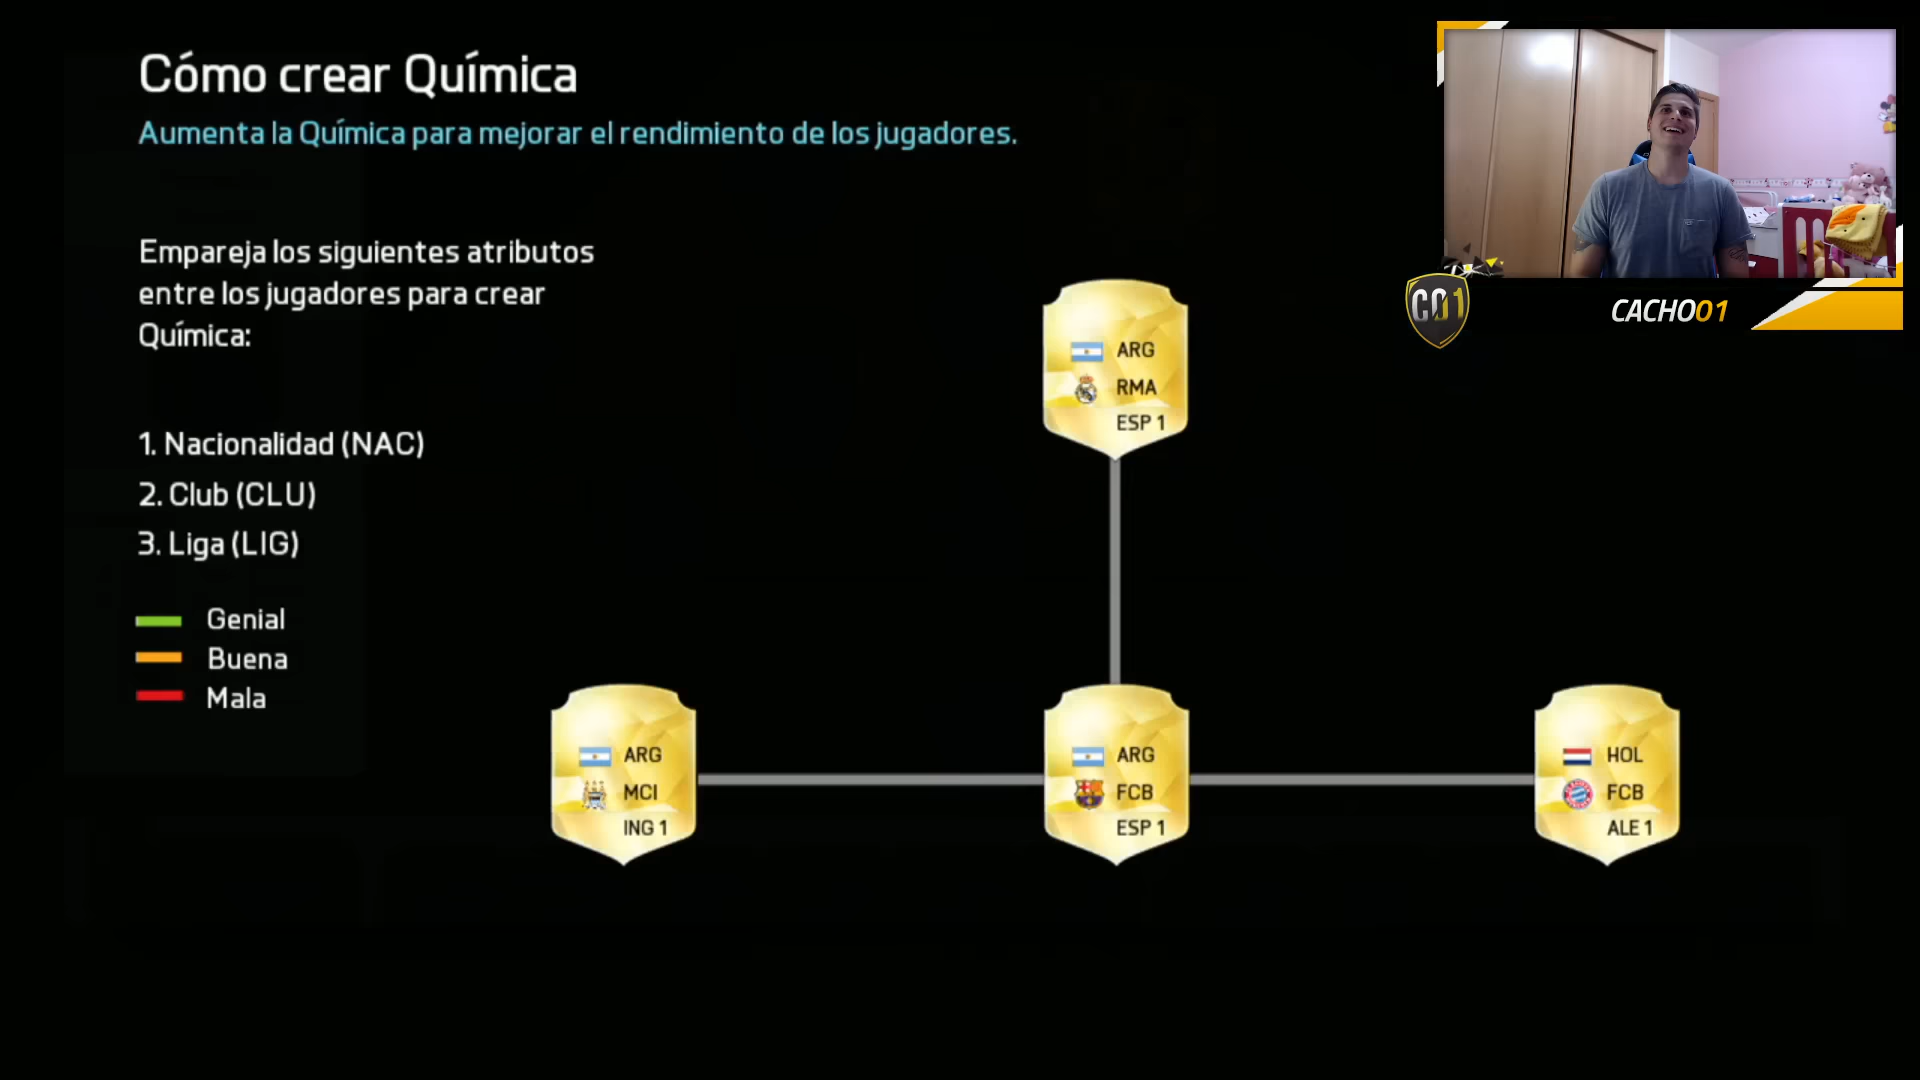 Cómo crear Química
Aumenta la Química para mejorar el rendimiento de los jugadores.
Empareja los siguientes atributos
entre los jugadores para crear
Química:
1. Nacionalidad (NAC)
2. Club (CLU)
3. Liga (LIG)
Genial
Buena
Mala
ARG
RMA
ESP 1
ARG
MCI
ING 1
ARG
FCB
ESP 1
HOL
FCB
ALE 1
C01
CACHO01